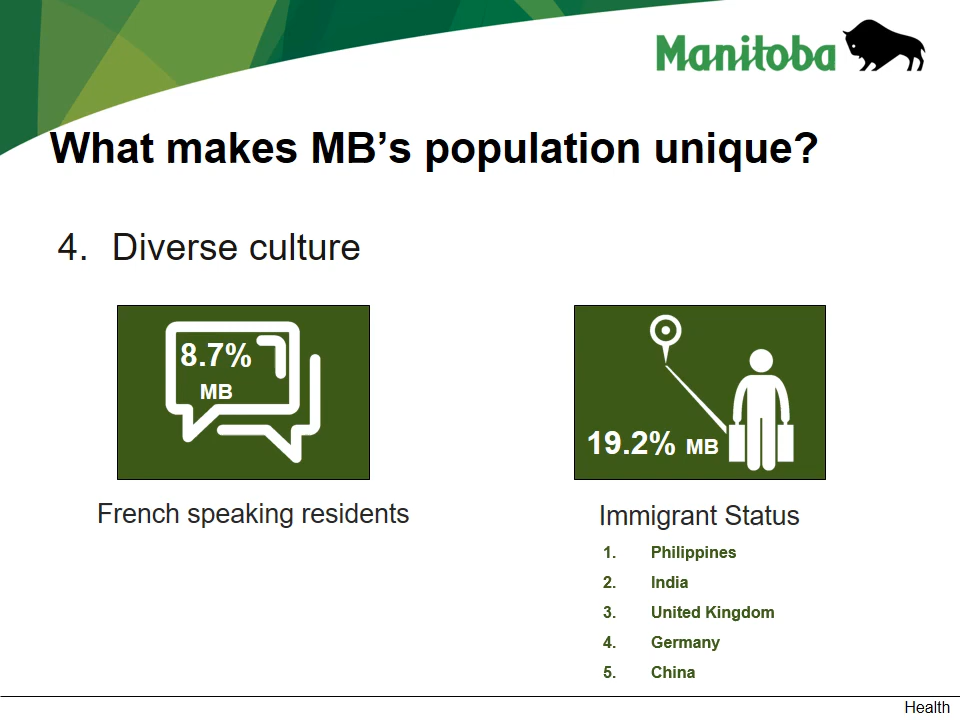 Manitoba
What makes MB’s population unique?
4. Diverse culture
8.7%
MB
French speaking residents
19.2% MB
Immigrant Status
1. Philippines
2. India
3. United Kingdom
4. Germany
5. China
Health